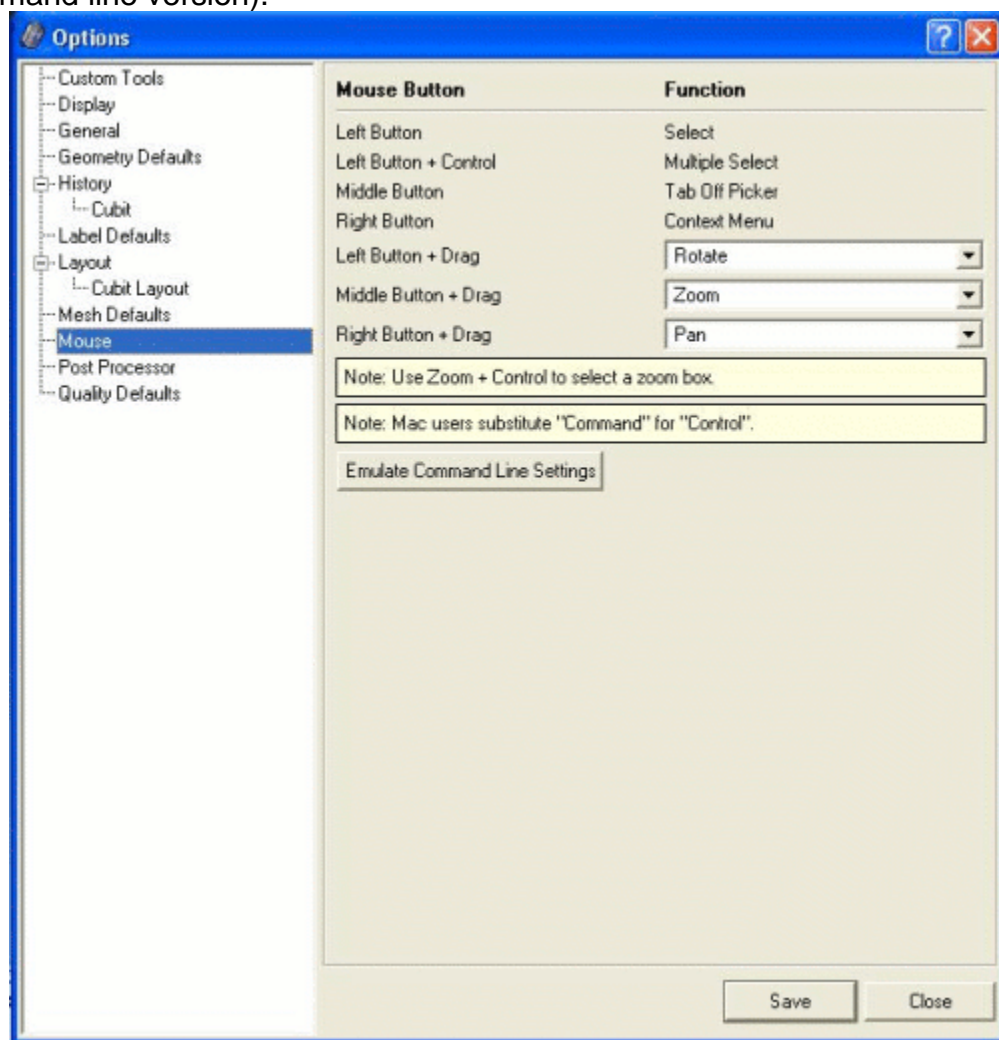 mand line version).
Options
Custom Tools
Display
General
Geometry Defaults
History
Cubit
Label Defaults
Layout
Cubit Layout
Mesh Defaults
Mouse
Post Processor
Quality Defaults
Mouse Button Function
Left Button Select
Left Button + Control Multiple Select
Middle Button Tab Off Picker
Right Button Context Menu
Left Button + Drag Rotate
Middle Button + Drag Zoom
Right Button + Drag Pan
Note: Use Zoom + Control to select a zoom box.
Note: Mac users substitute "Command" for "Control".
Emulate Command Line Settings
Save Close